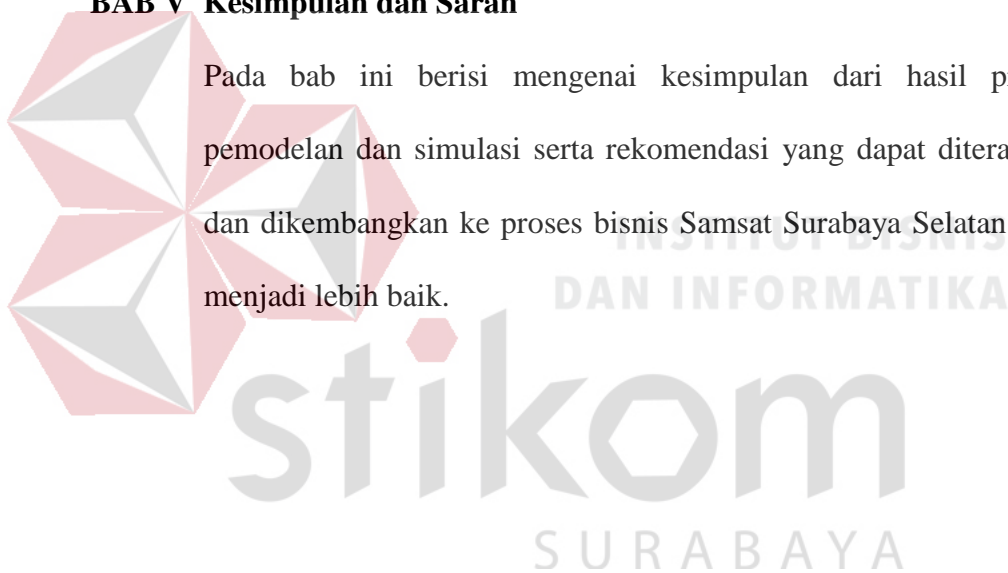 BAB V Kesimpulan dan Saran
Pada bab ini berisi mengenai kesimpulan dari hasil
pemodelan dan simulasi serta rekomendasi yang dapat
dan dikembangkan ke proses bisnis Samsat Surabaya Selatan
menjadi lebih baik.
INSTITUT BISNIS
DAN INFORMATIKA
stikom
SURABAYA